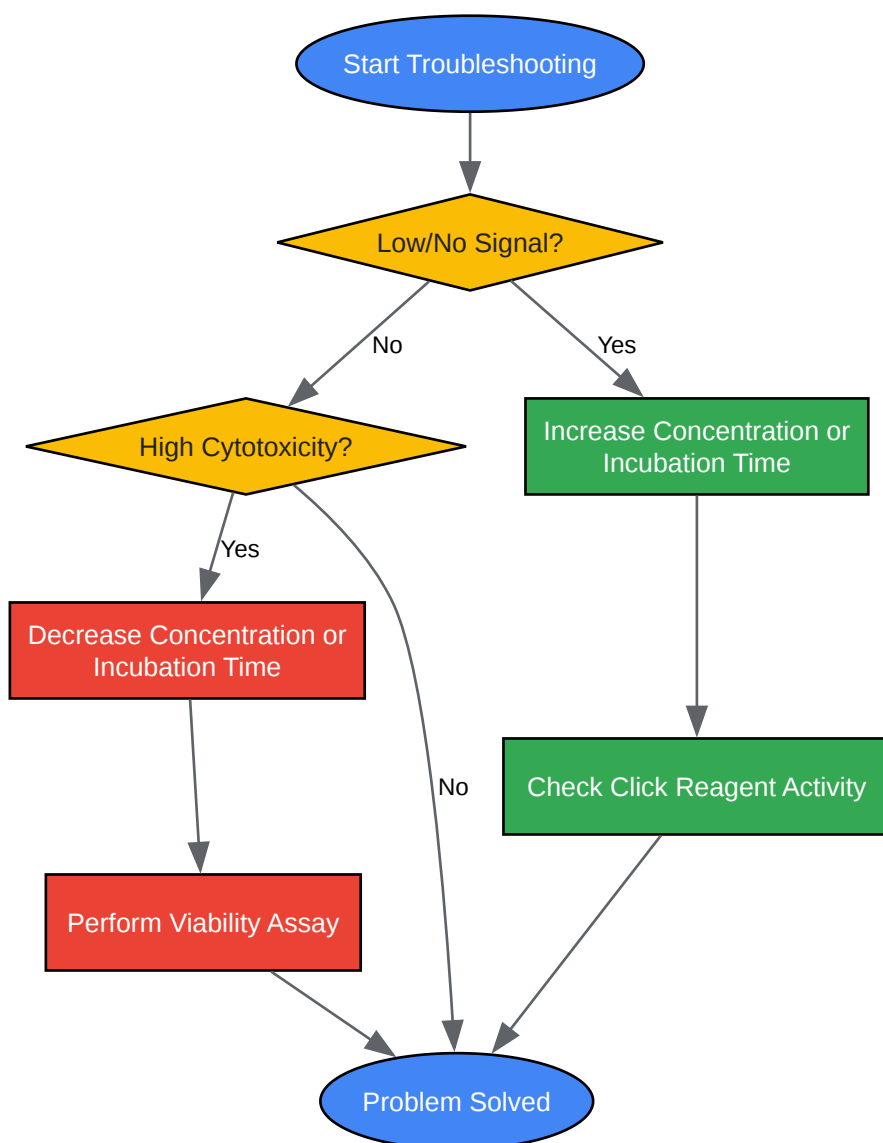 Start Troubleshooting
Low/No Signal?
No
Yes
High Cytotoxicity?
Increase Concentration or
Incubation Time
Yes
Decrease Concentration or
Incubation Time
No
Check Click Reagent Activity
Perform Viability Assay
Problem Solved